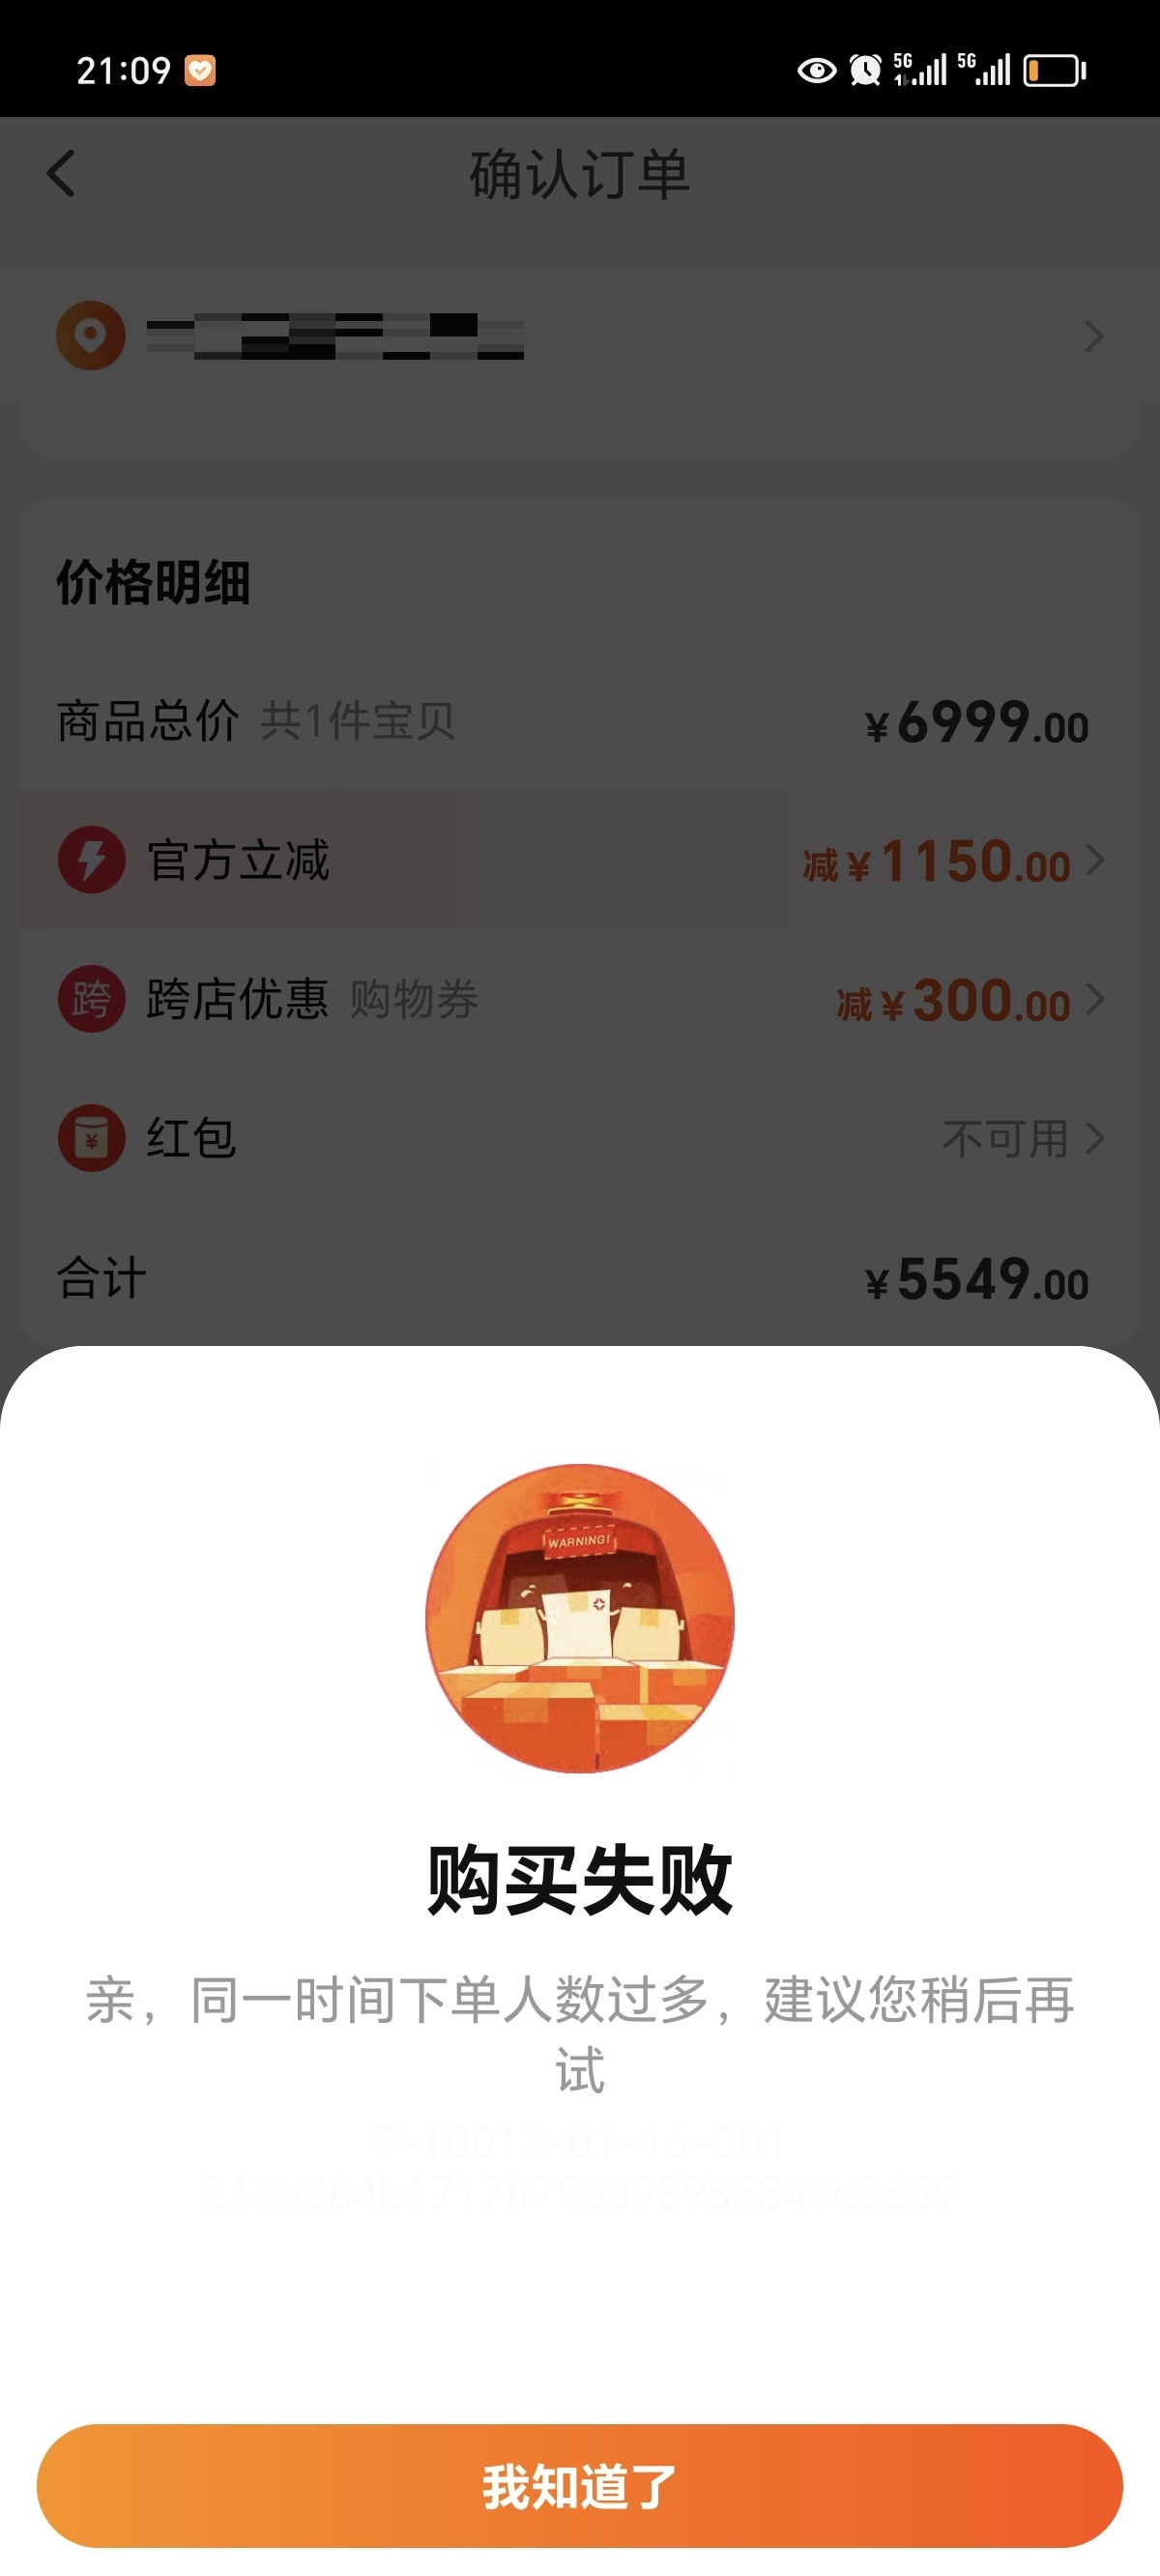 21:09
5G
5G
确认订单
价格明细
商品总价 共1件宝贝 ¥6999.00
官方立减 减¥1150.00
跨 跨店优惠 购物券 减¥300.00
¥ 红包 不可用
合计 ¥5549.00
WARNING!
购买失败
亲，同一时间下单人数过多，建议您稍后再
试
F-10012-01-16-001
213e364b17176793393985849e2659
我知道了